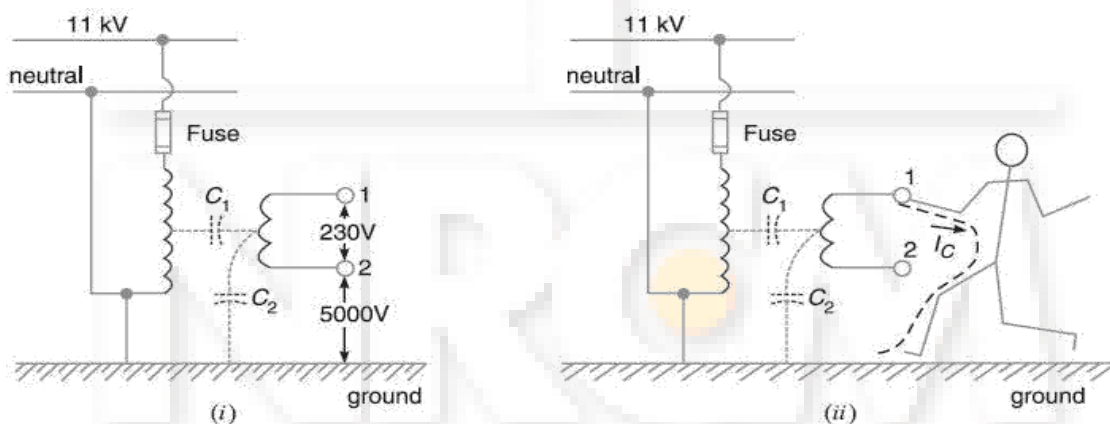 11 kV
neutral
Fuse
C1
1
230V
2
C2
5000V
ground
(i)
11 kV
neutral
Fuse
C1
1
IC
2
C2
ground
(ii)